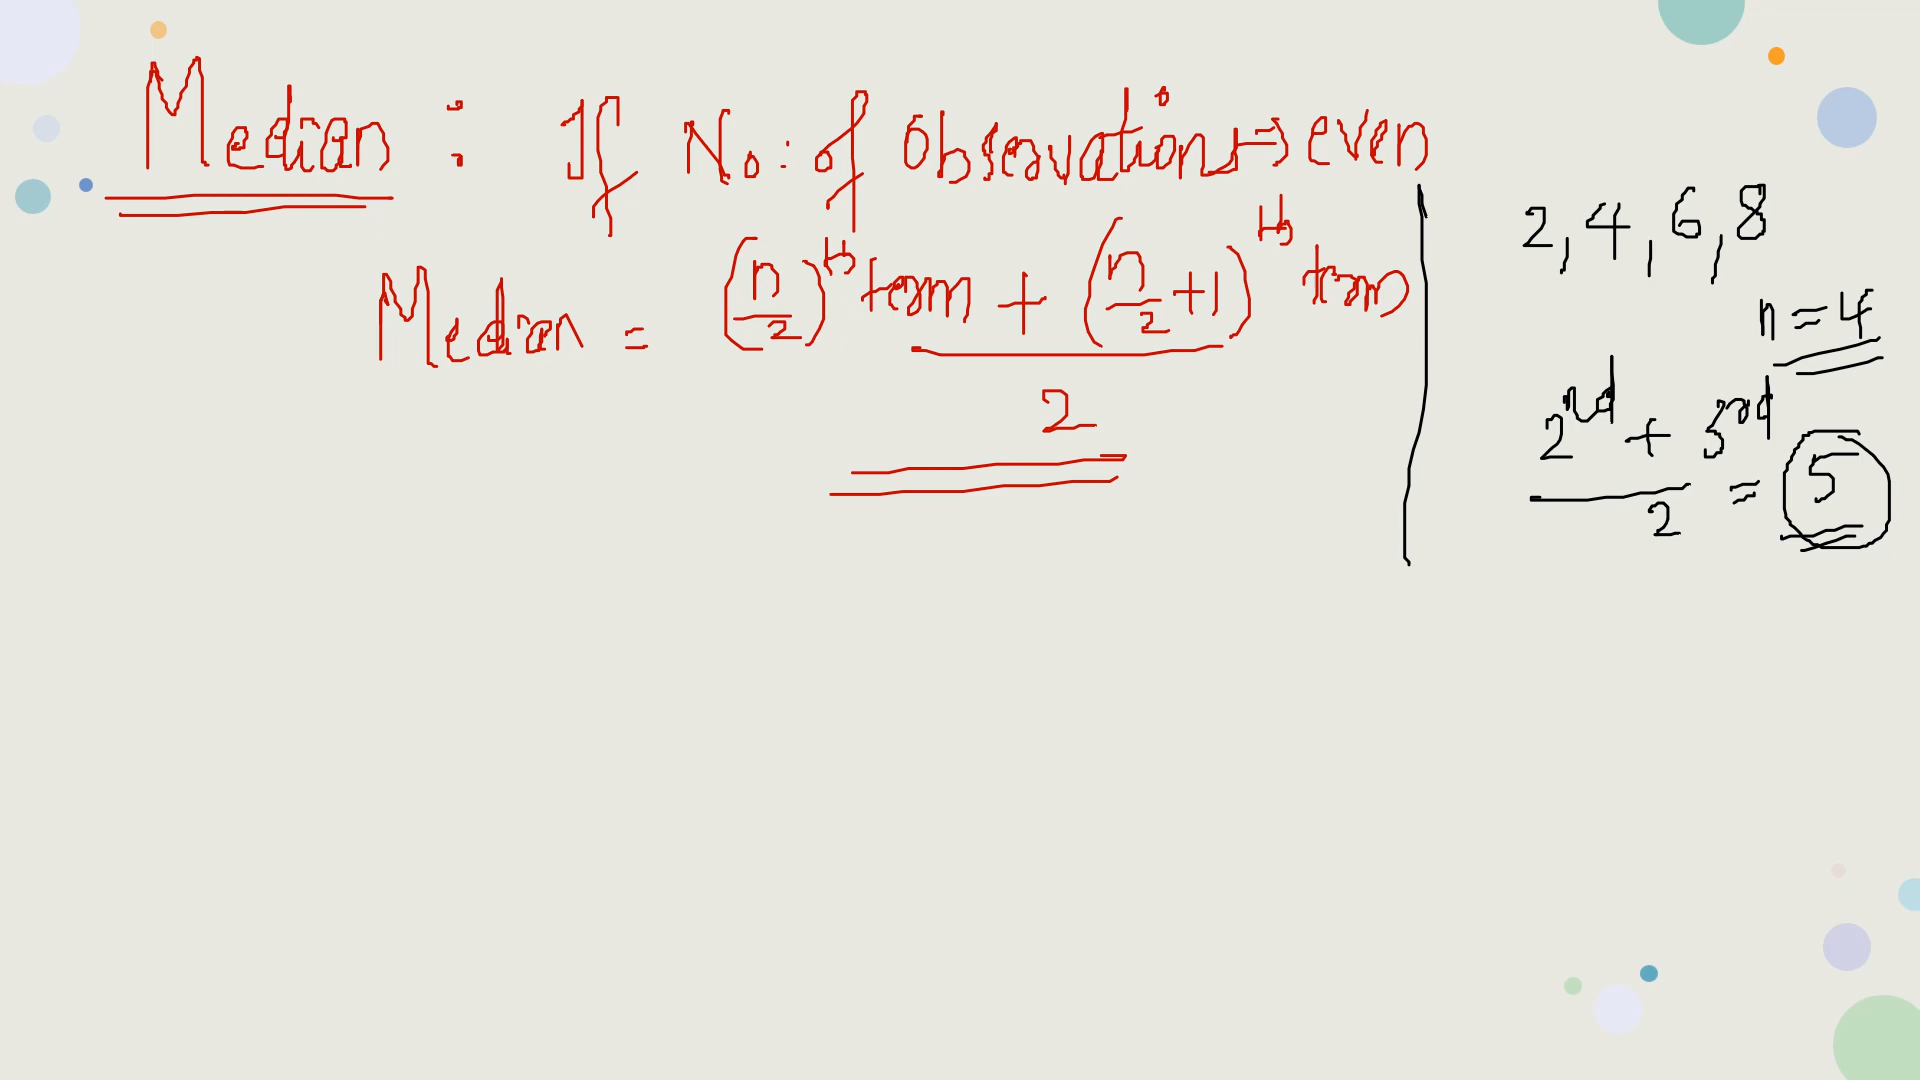 Median : If No: of observations = even
Median = (n/2)th term + (n/2 + 1)th term
2
2, 4, 6, 8
n = 4
2nd + 3rd
2 = 5